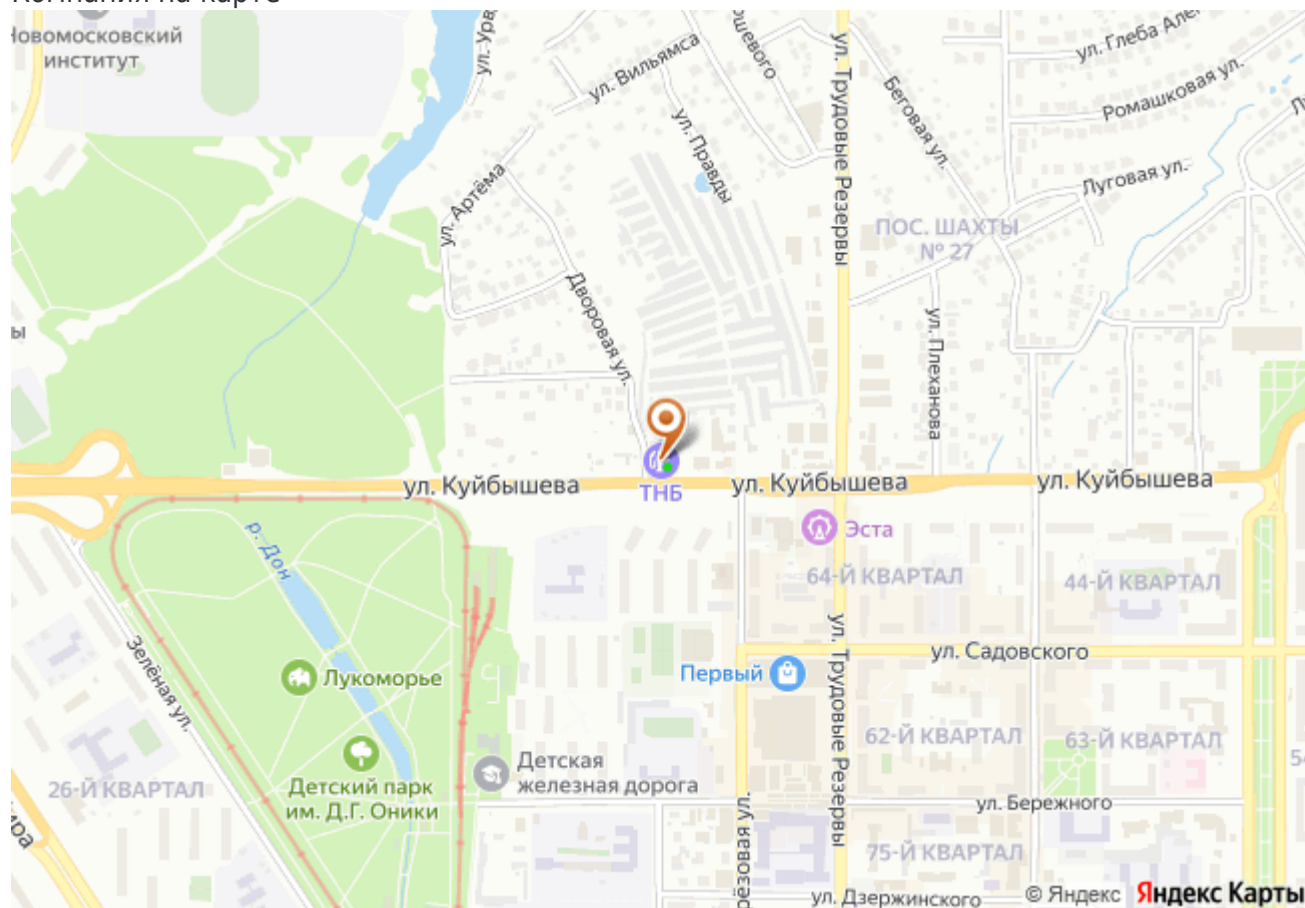 Новомосковский
институт
ул. Вильямса
ул. Правды
ул. Трудовые Резервы
Беговая ул.
Ромашковая ул.
Луговая ул.
ул. Артёма
ПОС. ШАХТЫ
№ 27
Дворовая ул.
ул. Плеханова
ул. Куйбышева
ТНБ
ул. Куйбышева
ул. Куйбышева
р. Дон
Эста
64-Й КВАРТАЛ
44-Й КВАРТАЛ
Зелёная ул.
ул. Садовского
Лукоморье
Первый
ул. Трудовые Резервы
62-Й КВАРТАЛ
63-Й КВАРТАЛ
26-Й КВАРТАЛ
Детский парк
им. Д.Г. Оники
Детская
железная дорога
ул. Бережного
75-Й КВАРТАЛ
ул. Дзержинского
© Яндекс Яндекс Карты